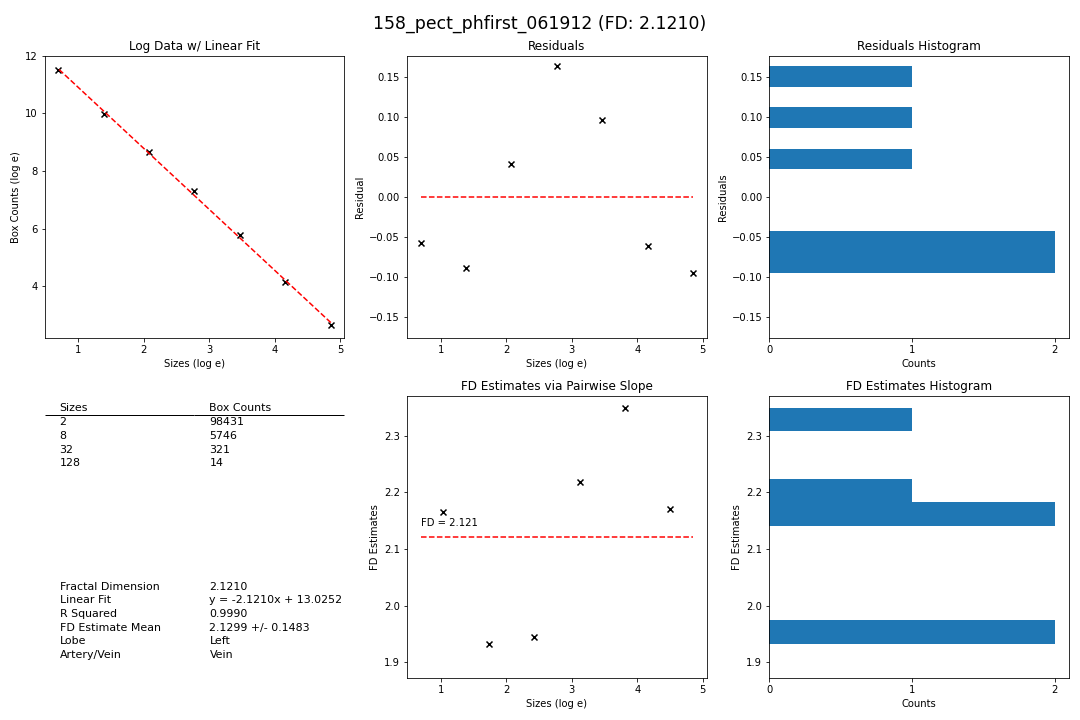 158_pect_phfirst_061912 (FD: 2.1210)
Log Data w/ Linear Fit
12
10
8
6
4
Box Counts (log e)
1 2 3 4 5
Sizes (log e)
Residuals
0.15
0.10
0.05
0.00
−0.05
−0.10
−0.15
Residual
1 2 3 4 5
Sizes (log e)
Residuals Histogram
0.15
0.10
0.05
0.00
−0.05
−0.10
−0.15
Residuals
0 1 2
Counts
Sizes Box Counts
2 98431
8 5746
32 321
128 14
Fractal Dimension 2.1210
Linear Fit y = -2.1210x + 13.0252
R Squared 0.9990
FD Estimate Mean 2.1299 +/- 0.1483
Lobe Left
Artery/Vein Vein
FD Estimates via Pairwise Slope
2.3
2.2
2.1
2.0
1.9
FD Estimates
FD = 2.121
1 2 3 4 5
Sizes (log e)
FD Estimates Histogram
2.3
2.2
2.1
2.0
1.9
FD Estimates
0 1 2
Counts